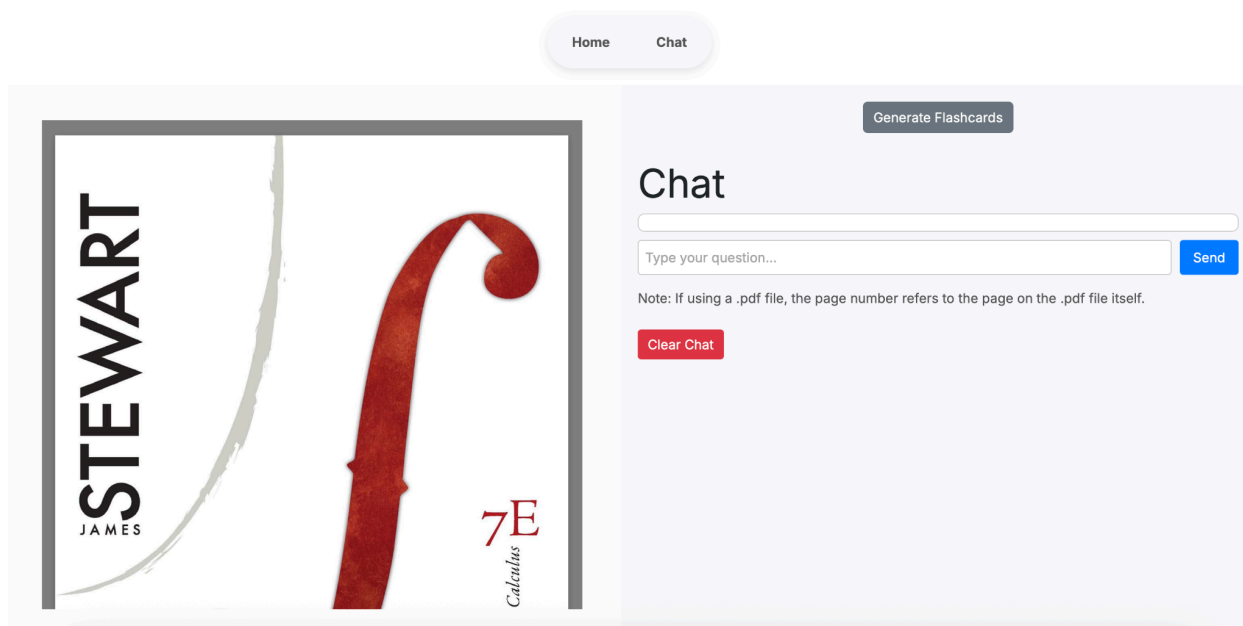 Home Chat
STEWART
JAMES
7E
Calculus
Generate Flashcards
Chat
Type your question...
Send
Note: If using a .pdf file, the page number refers to the page on the .pdf file itself.
Clear Chat